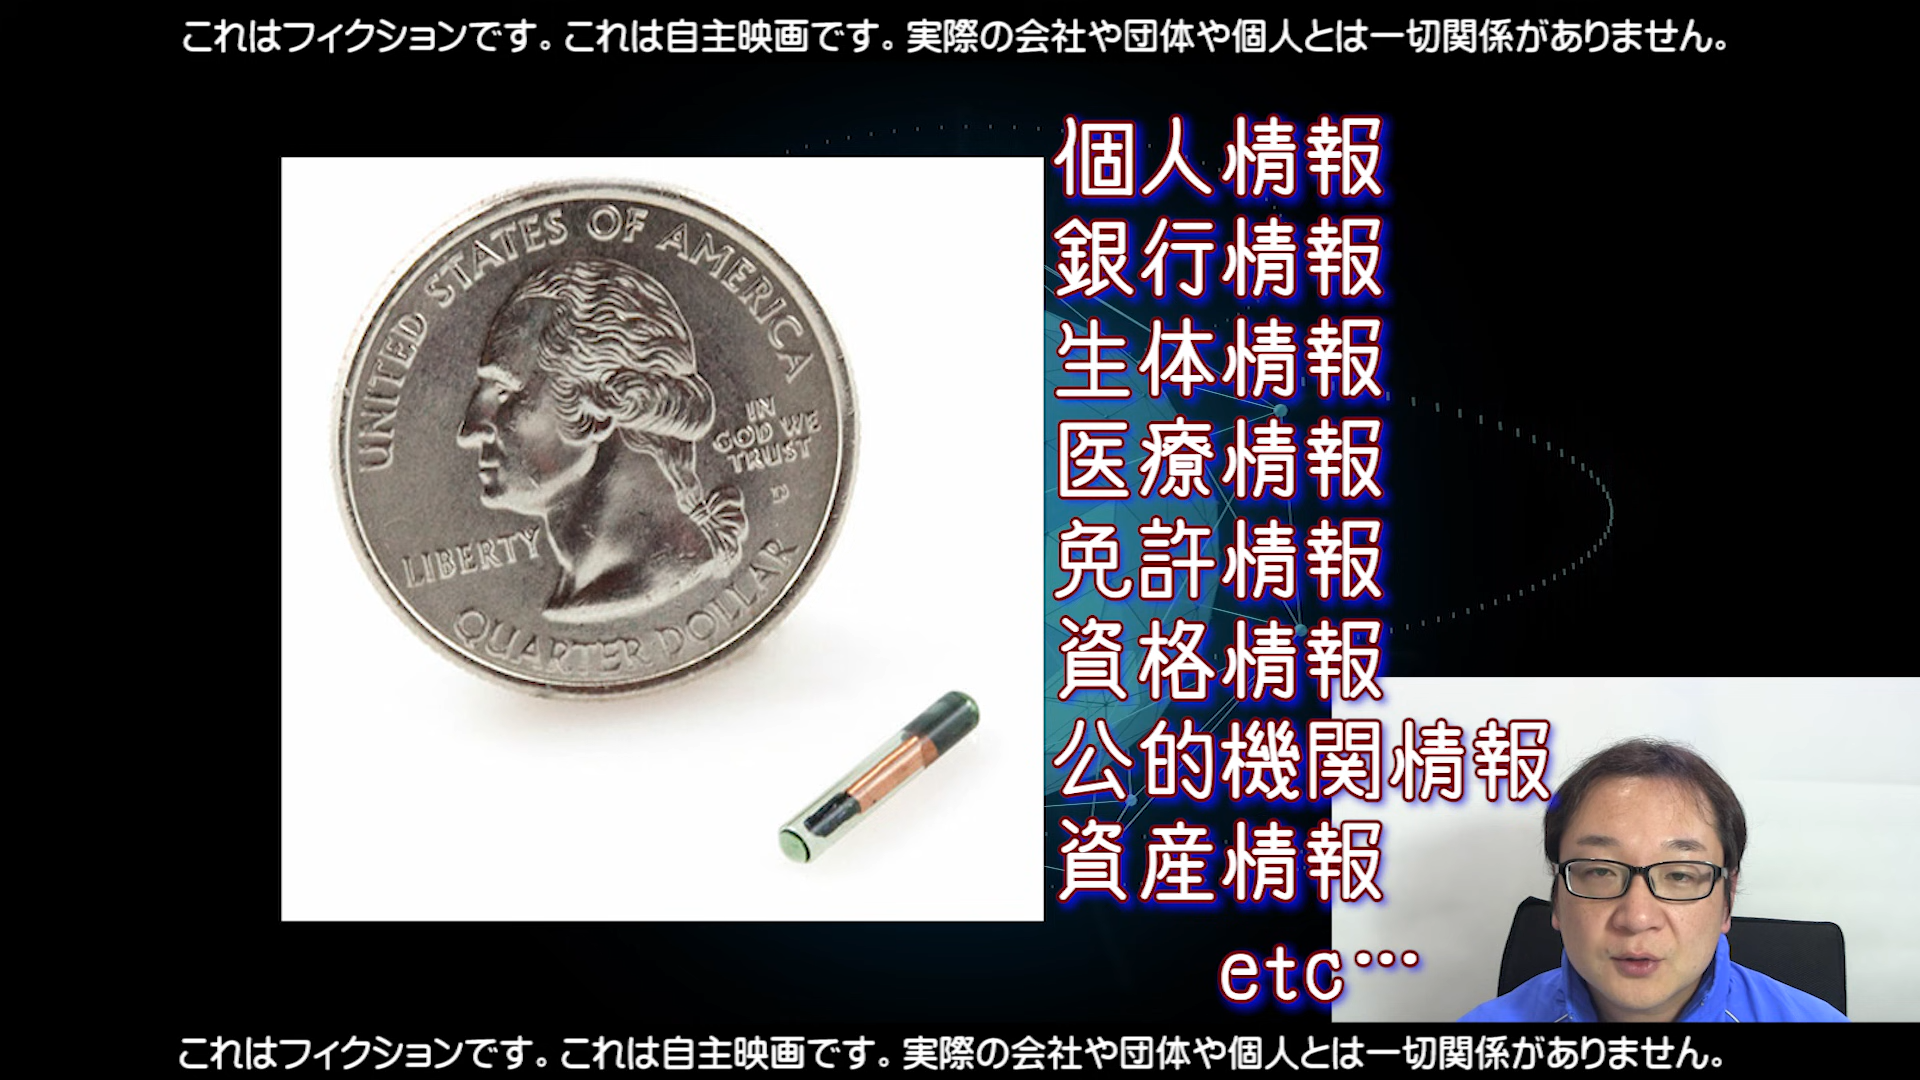 これはフィクションです。これは自主映画です。実際の会社や団体や個人とは一切関係がありません。
UNITED STATES OF AMERICA
IN
GOD WE
TRUST
D
LIBERTY
QUARTER DOLLAR
個人情報
銀行情報
生体情報
医療情報
免許情報
資格情報
公的機関情報
資産情報
etc…
これはフィクションです。これは自主映画です。実際の会社や団体や個人とは一切関係がありません。